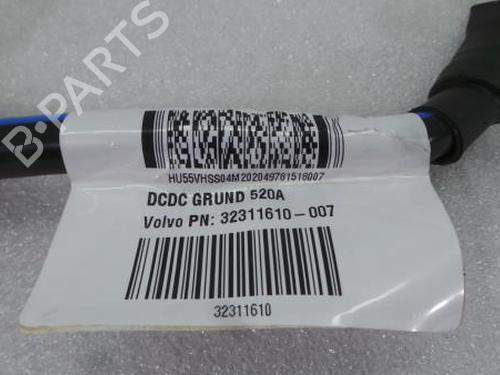 B-PARTS
HU55VHSS04M202049781518007
DCDC GRUND 520A
Volvo PN: 32311610-007
32311610